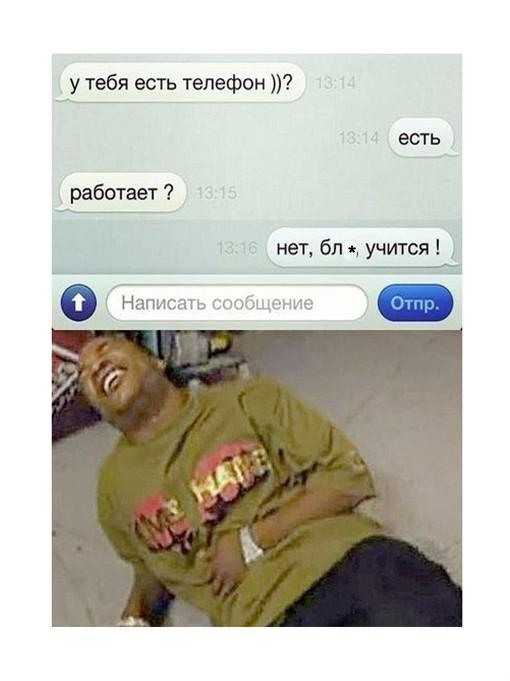 у тебя есть телефон ))? 13:14
13:14 есть
работает ? 13:15
13:16 нет, бл *, учится !
Написать сообщение Отпр.